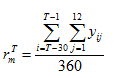 r_m^T = \frac{\sum_{i=T-30}^{T-1} \sum_{j=1}^{12} y_{ij}}{360}